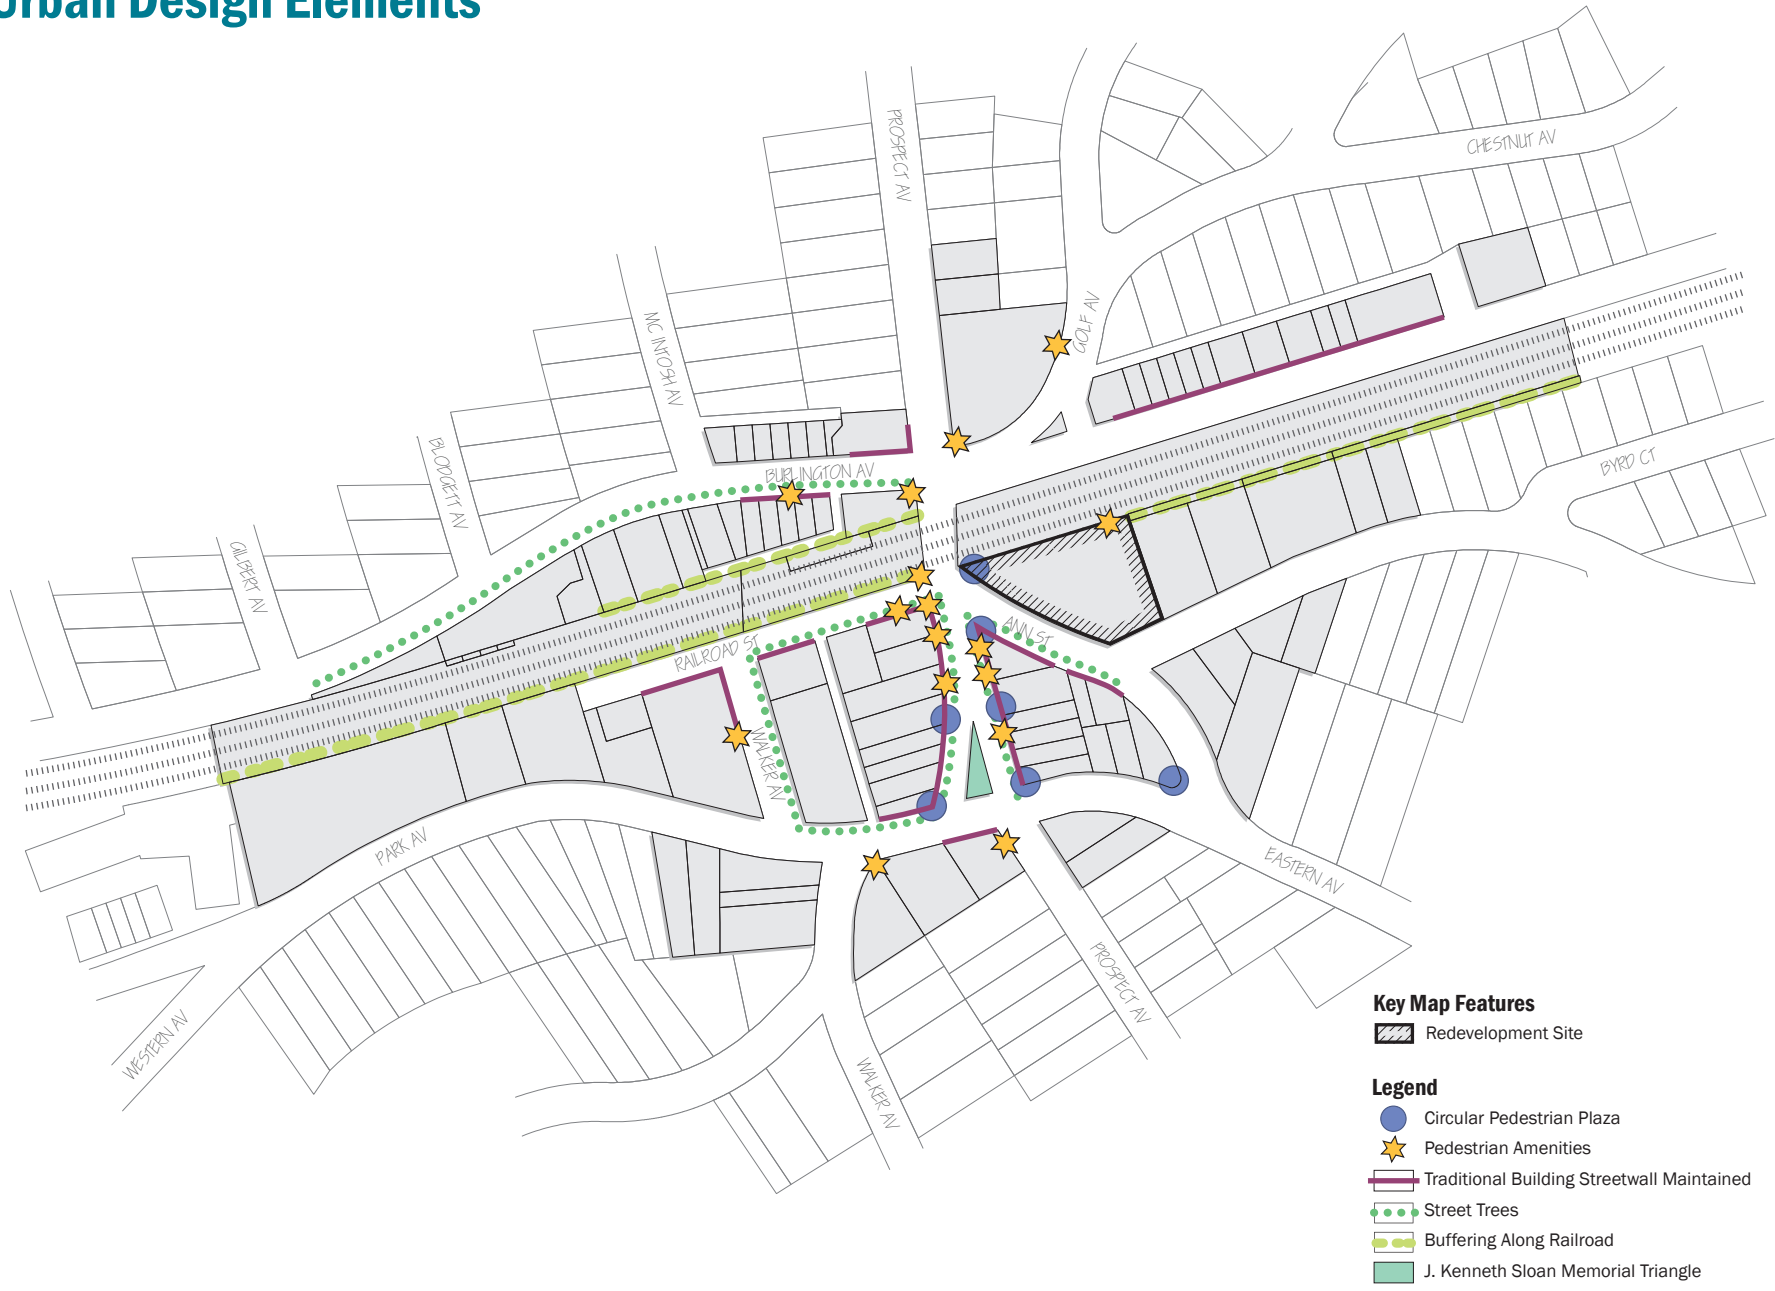 Urban Design Elements
PROSPECT AV
CHESTNUT AV
GOLF AV
MC INTOSH AV
BLODGETT AV
BURLINGTON AV
BYRD CT
GILBERT AV
ANN ST
RAILROAD ST
WALKER AV
PARK AV
EASTERN AV
PROSPECT AV
WESTERN AV
WALKER AV
Key Map Features
Redevelopment Site
Legend
Circular Pedestrian Plaza
Pedestrian Amenities
Traditional Building Streetwall Maintained
Street Trees
Buffering Along Railroad
J. Kenneth Sloan Memorial Triangle